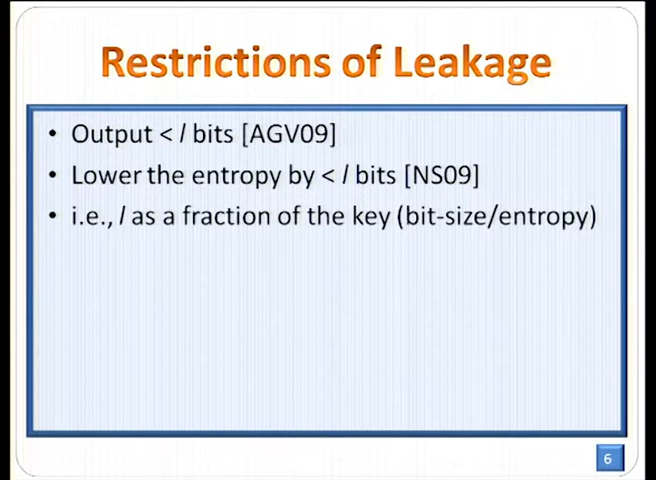 Restrictions of Leakage
• Output < l bits [AGV09]
• Lower the entropy by < l bits [NS09]
• i.e., l as a fraction of the key (bit-size/entropy)
6